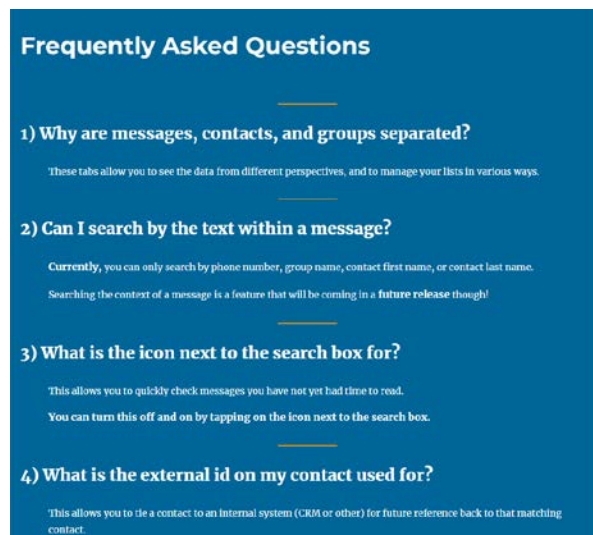 Frequently Asked Questions
1) Why are messages, contacts, and groups separated?
These tabs allow you to see the data from different perspectives, and to manage your lists in various ways.
2) Can I search by the text within a message?
Currently, you can only search by phone number, group name, contact first name, or contact last name.
Searching the context of a message is a feature that will be coming in a future release though!
3) What is the icon next to the search box for?
This allows you to quickly check messages you have not yet had time to read.
You can turn this off and on by tapping on the icon next to the search box.
4) What is the external id on my contact used for?
This allows you to tie a contact to an internal system (CRM or other) for future reference back to that matching
contact.